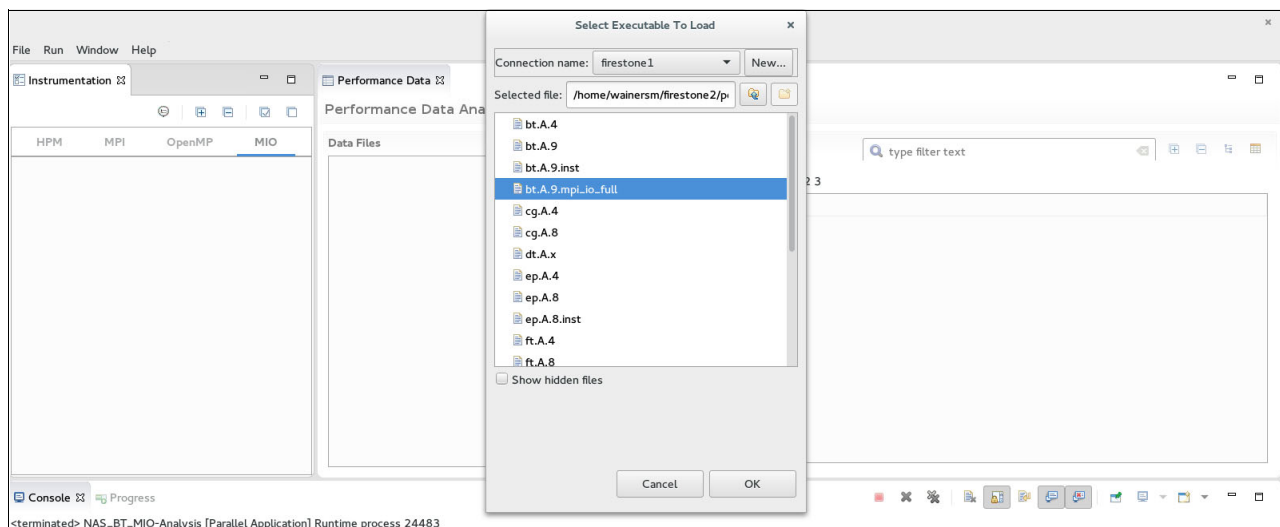 Select Executable To Load
File Run Window Help
Connection name: firestone1 New...
Instrumentation
Performance Data
Selected file: /home/wainersm/firestone2/p
Performance Data Ana
HPM MPI OpenMP MIO
Data Files
type filter text
2 3
bt.A.4
bt.A.9
bt.A.9.inst
bt.A.9.mpi_io_full
cg.A.4
cg.A.8
dt.A.x
ep.A.4
ep.A.8
ep.A.8.inst
ft.A.4
ft.A.8
Show hidden files
Cancel OK
Console Progress
<terminated> NAS_BT_MIO-Analysis [Parallel Application] Runtime process 24483